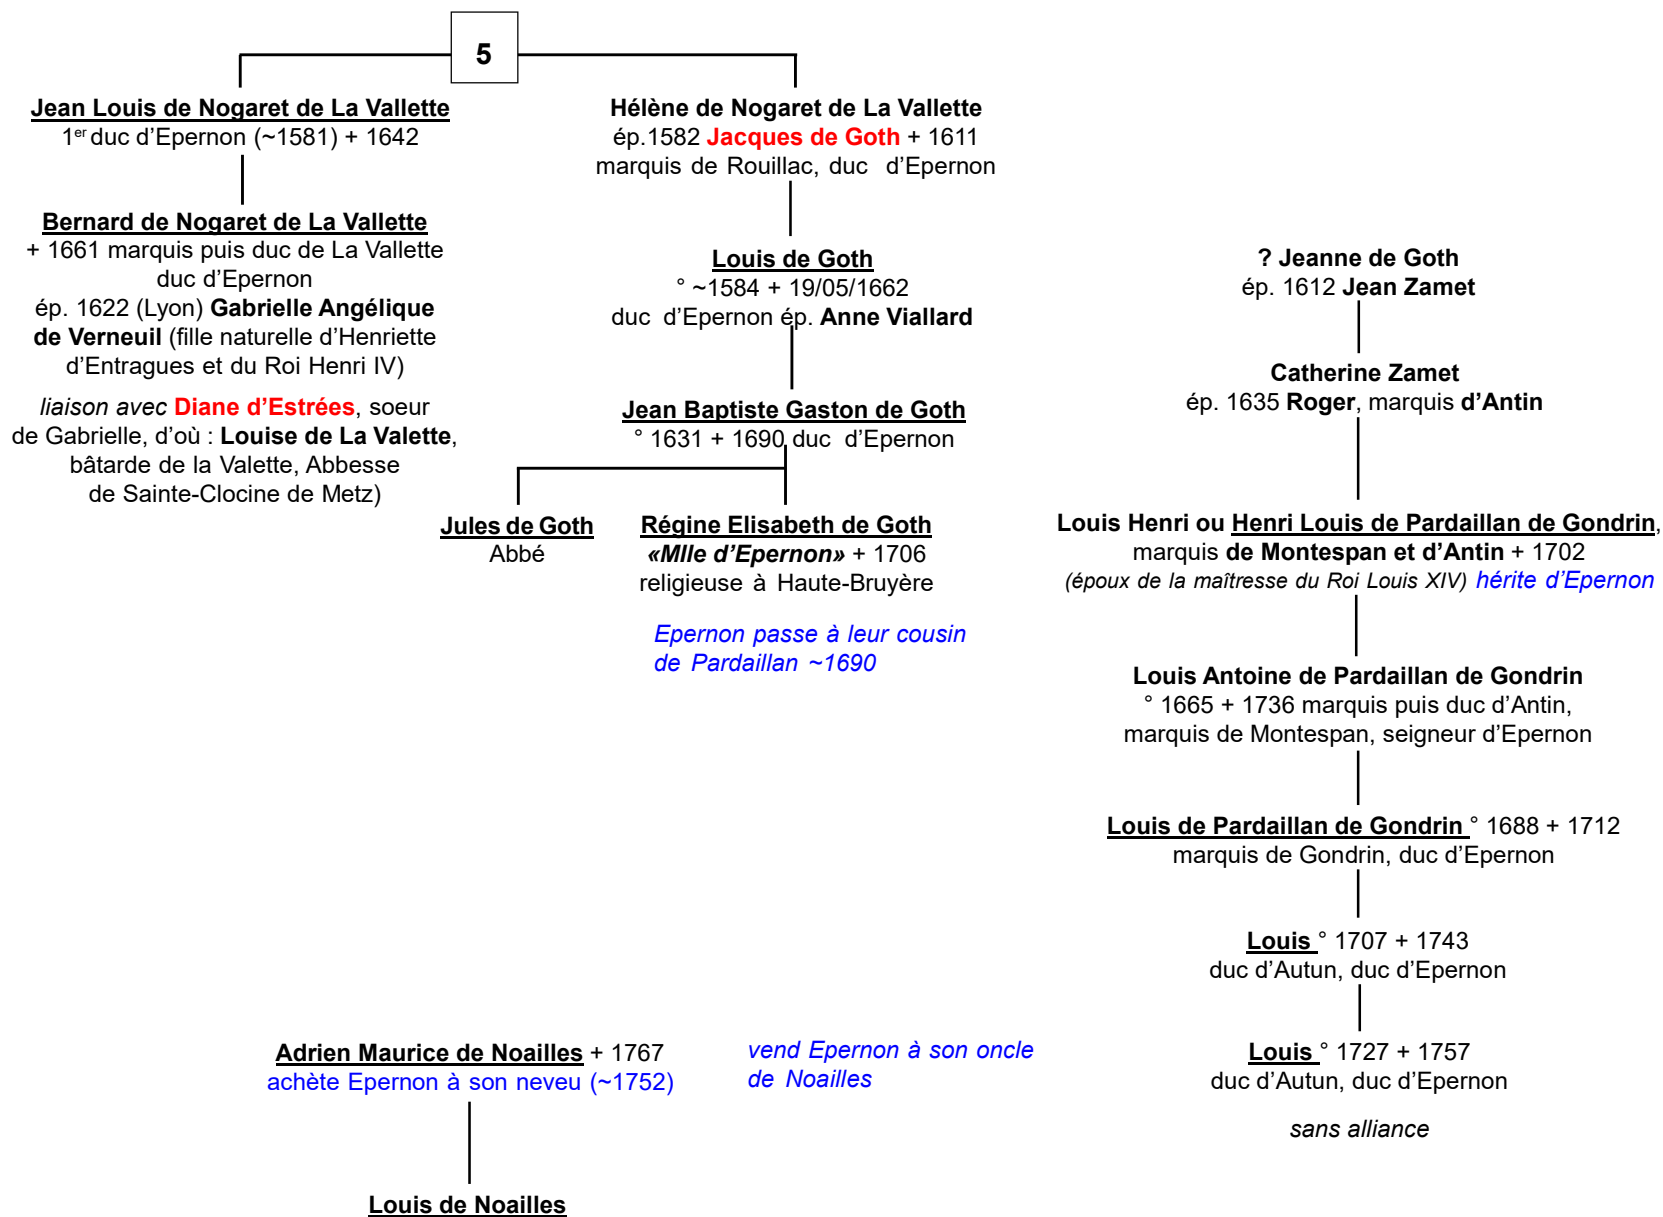 5
Jean Louis de Nogaret de La Vallette
1er duc d’Epernon (~1581) + 1642
Bernard de Nogaret de La Vallette
+ 1661 marquis puis duc de La Vallette
duc d’Epernon
ép. 1622 (Lyon) Gabrielle Angélique
de Verneuil (fille naturelle d’Henriette
d’Entragues et du Roi Henri IV)
liaison avec Diane d’Estrées, soeur
de Gabrielle, d’où : Louise de La Valette,
bâtarde de la Valette, Abbesse
de Sainte-Clocine de Metz)
Hélène de Nogaret de La Vallette
ép.1582 Jacques de Goth + 1611
marquis de Rouillac, duc d’Epernon
Louis de Goth
° ~1584 + 19/05/1662
duc d’Epernon ép. Anne Viallard
Jean Baptiste Gaston de Goth
° 1631 + 1690 duc d’Epernon
Jules de Goth
Abbé
Régine Elisabeth de Goth
«Mlle d’Epernon» + 1706
religieuse à Haute-Bruyère
Epernon passe à leur cousin
de Pardaillan ~1690
? Jeanne de Goth
ép. 1612 Jean Zamet
Catherine Zamet
ép. 1635 Roger, marquis d’Antin
Louis Henri ou Henri Louis de Pardaillan de Gondrin,
marquis de Montespan et d’Antin + 1702
(époux de la maîtresse du Roi Louis XIV) hérite d’Epernon
Louis Antoine de Pardaillan de Gondrin
° 1665 + 1736 marquis puis duc d’Antin,
marquis de Montespan, seigneur d’Epernon
Louis de Pardaillan de Gondrin ° 1688 + 1712
marquis de Gondrin, duc d’Epernon
Louis ° 1707 + 1743
duc d’Autun, duc d’Epernon
Louis ° 1727 + 1757
duc d’Autun, duc d’Epernon
sans alliance
vend Epernon à son oncle
de Noailles
Adrien Maurice de Noailles + 1767
achète Epernon à son neveu (~1752)
Louis de Noailles